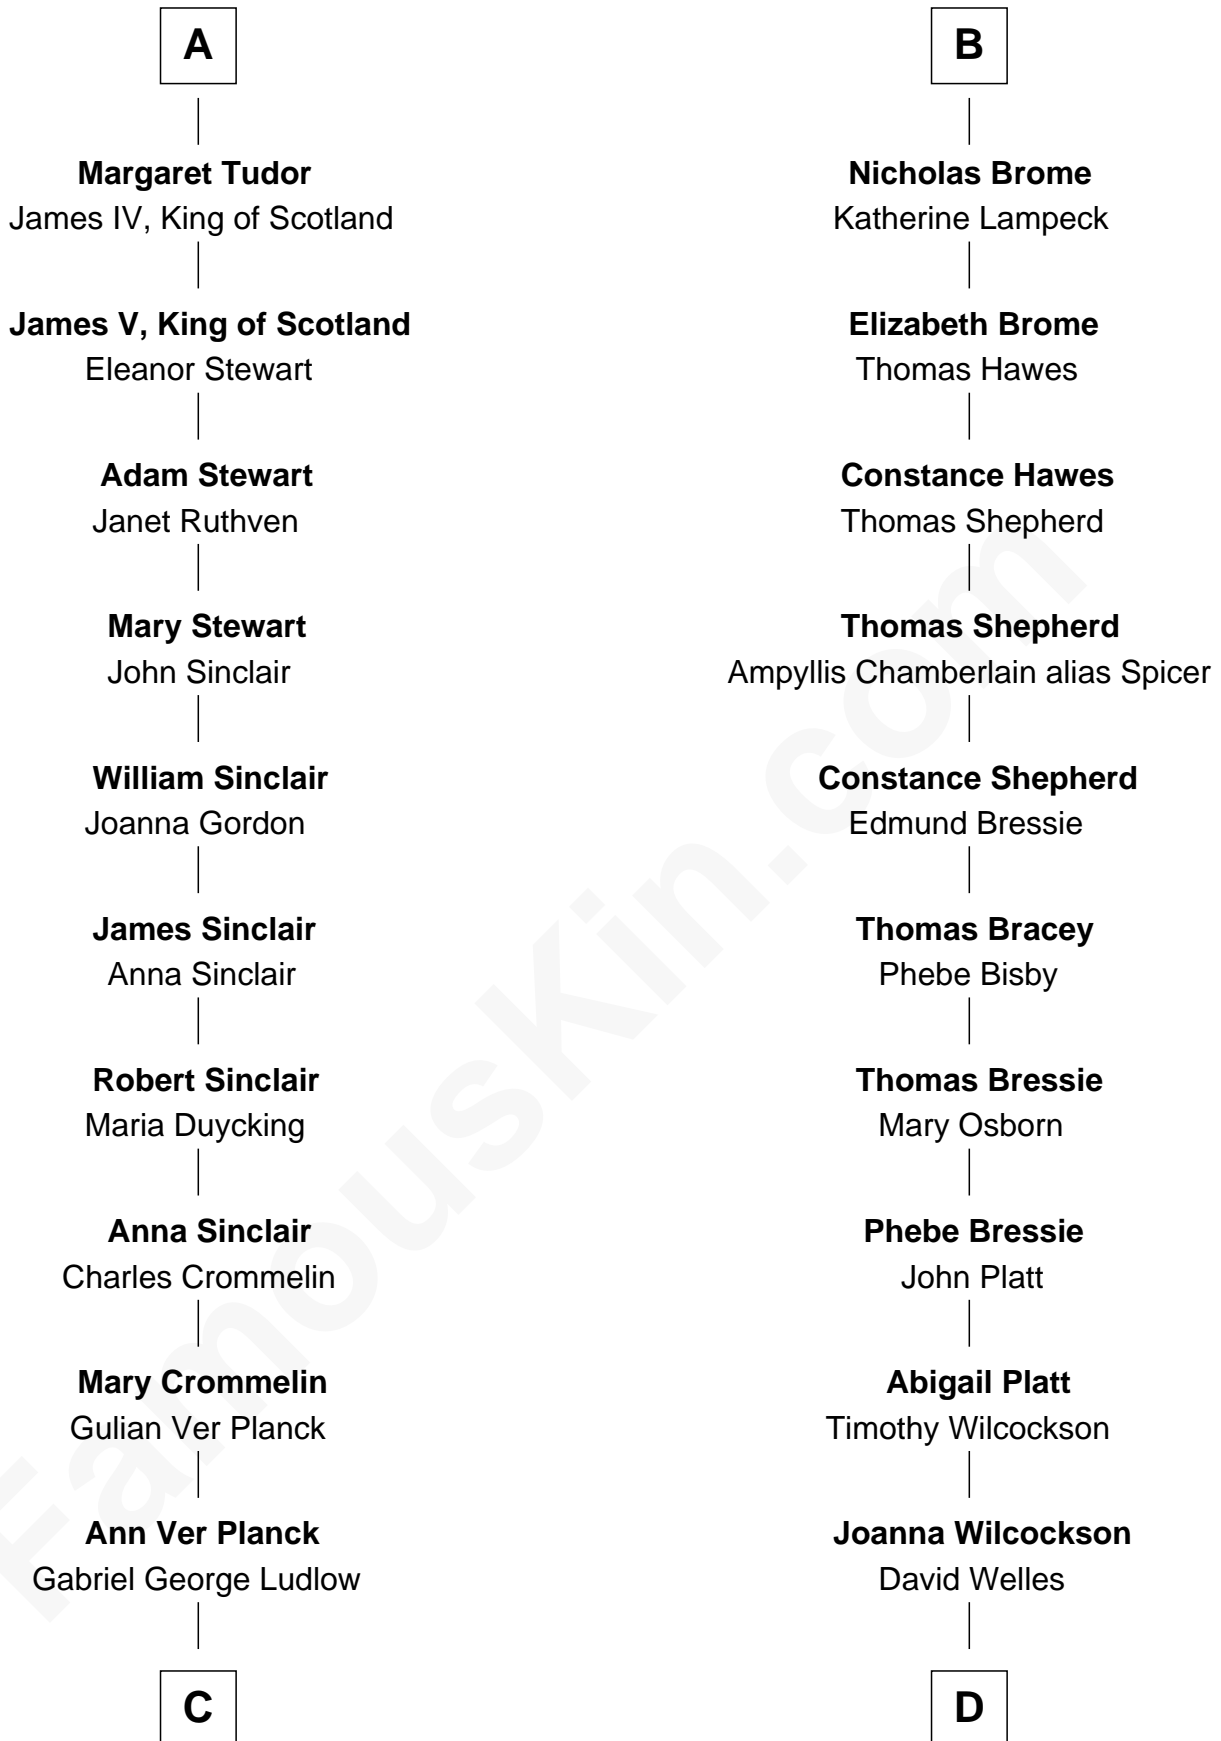 A
Margaret Tudor
James IV, King of Scotland
James V, King of Scotland
Eleanor Stewart
Adam Stewart
Janet Ruthven
Mary Stewart
John Sinclair
William Sinclair
Joanna Gordon
James Sinclair
Anna Sinclair
Robert Sinclair
Maria Duycking
Anna Sinclair
Charles Crommelin
Mary Crommelin
Gulian Ver Planck
Ann Ver Planck
Gabriel George Ludlow
C
B
Nicholas Brome
Katherine Lampeck
Elizabeth Brome
Thomas Hawes
Constance Hawes
Thomas Shepherd
Thomas Shepherd
Ampyllis Chamberlain alias Spicer
Constance Shepherd
Edmund Bressie
Thomas Bracey
Phebe Bisby
Thomas Bressie
Mary Osborn
Phebe Bressie
John Platt
Abigail Platt
Timothy Wilcockson
Joanna Wilcockson
David Welles
D
FamousKin.com